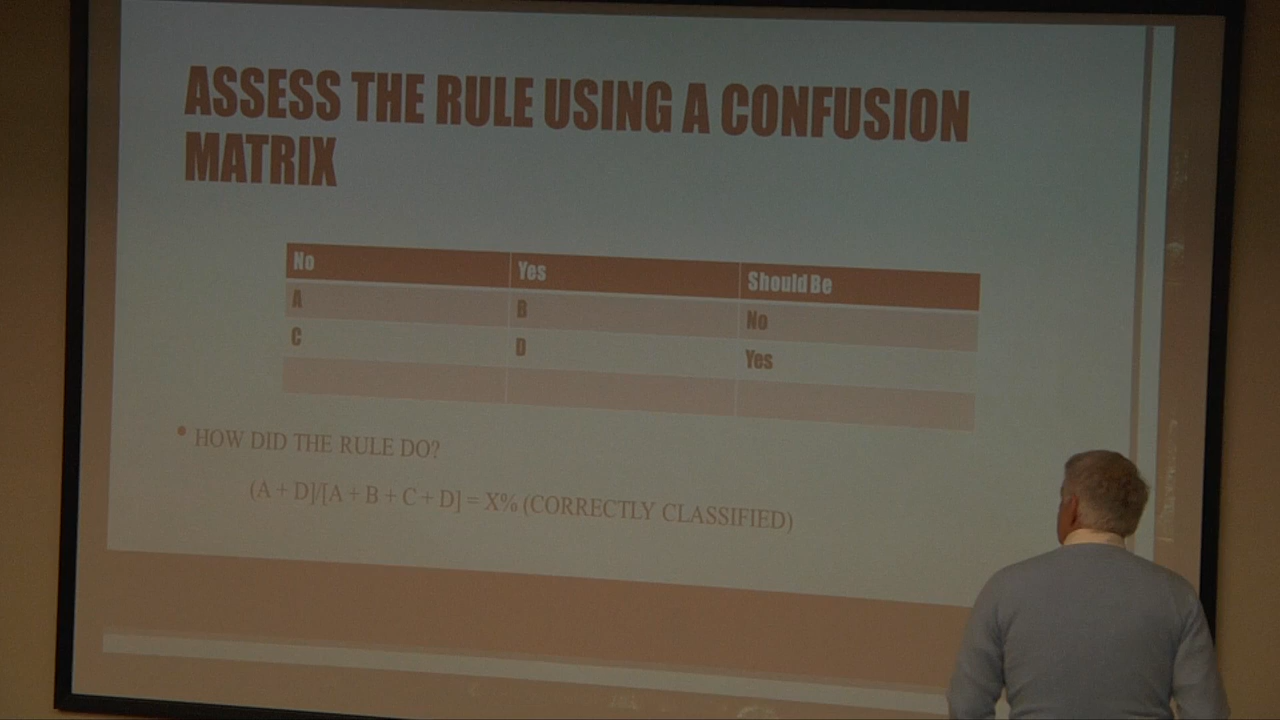 ASSESS THE RULE USING A CONFUSION
MATRIX
No Yes Should Be
A B No
C D Yes
• HOW DID THE RULE DO?
(A + D]/[A + B + C + D] = X% (CORRECTLY CLASSIFIED)